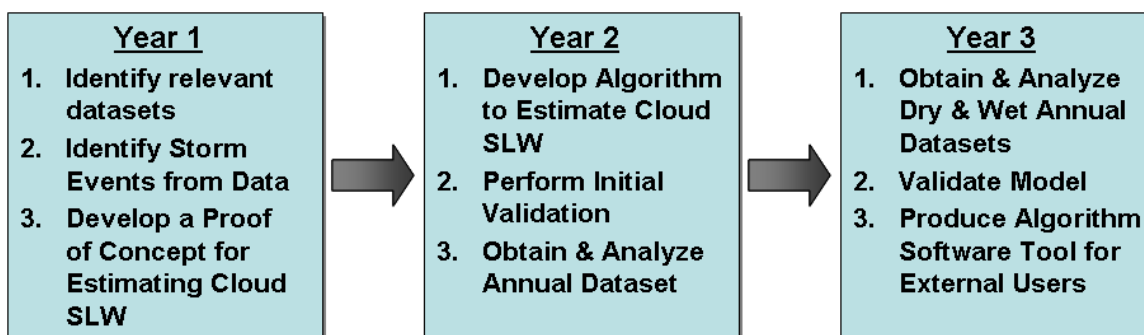 Year 1
1. Identify relevant
datasets
2. Identify Storm
Events from Data
3. Develop a Proof
of Concept for
Estimating Cloud
SLW
Year 2
1. Develop Algorithm
to Estimate Cloud
SLW
2. Perform Initial
Validation
3. Obtain & Analyze
Annual Dataset
Year 3
1. Obtain & Analyze
Dry & Wet Annual
Datasets
2. Validate Model
3. Produce Algorithm
Software Tool for
External Users